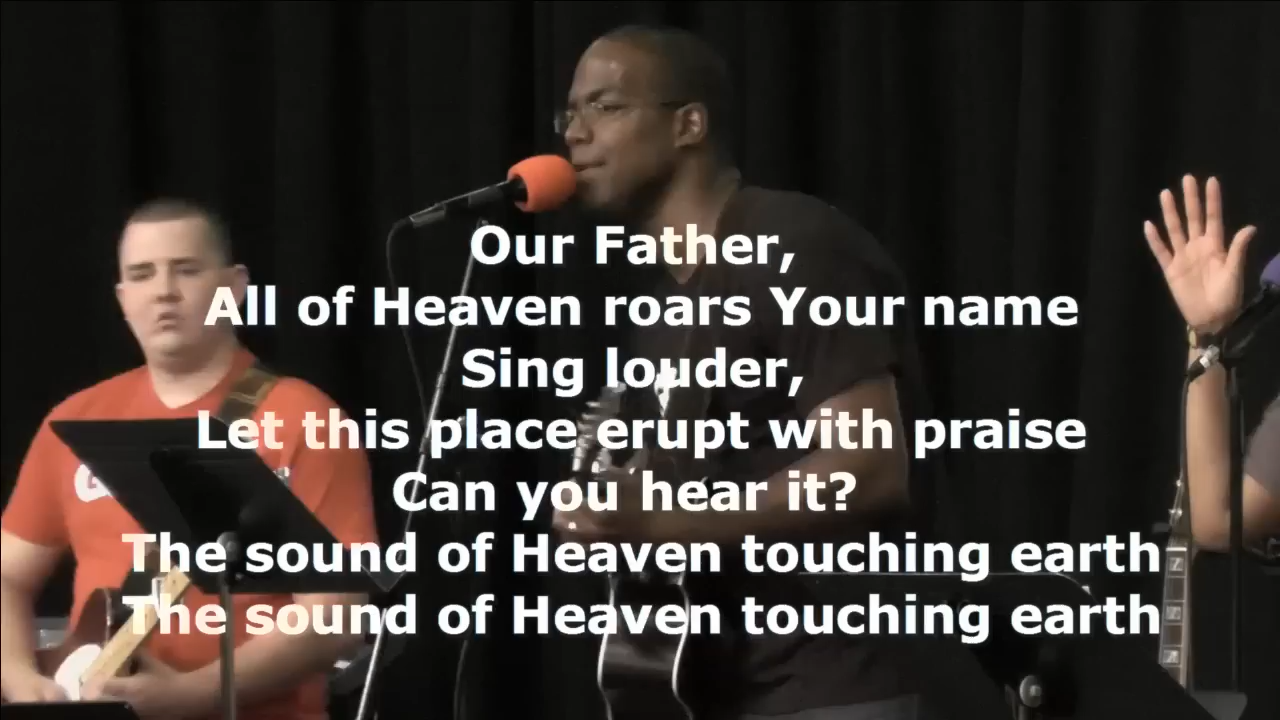 Our Father,
All of Heaven roars Your name
Sing louder,
Let this place erupt with praise
Can you hear it?
The sound of Heaven touching earth
The sound of Heaven touching earth